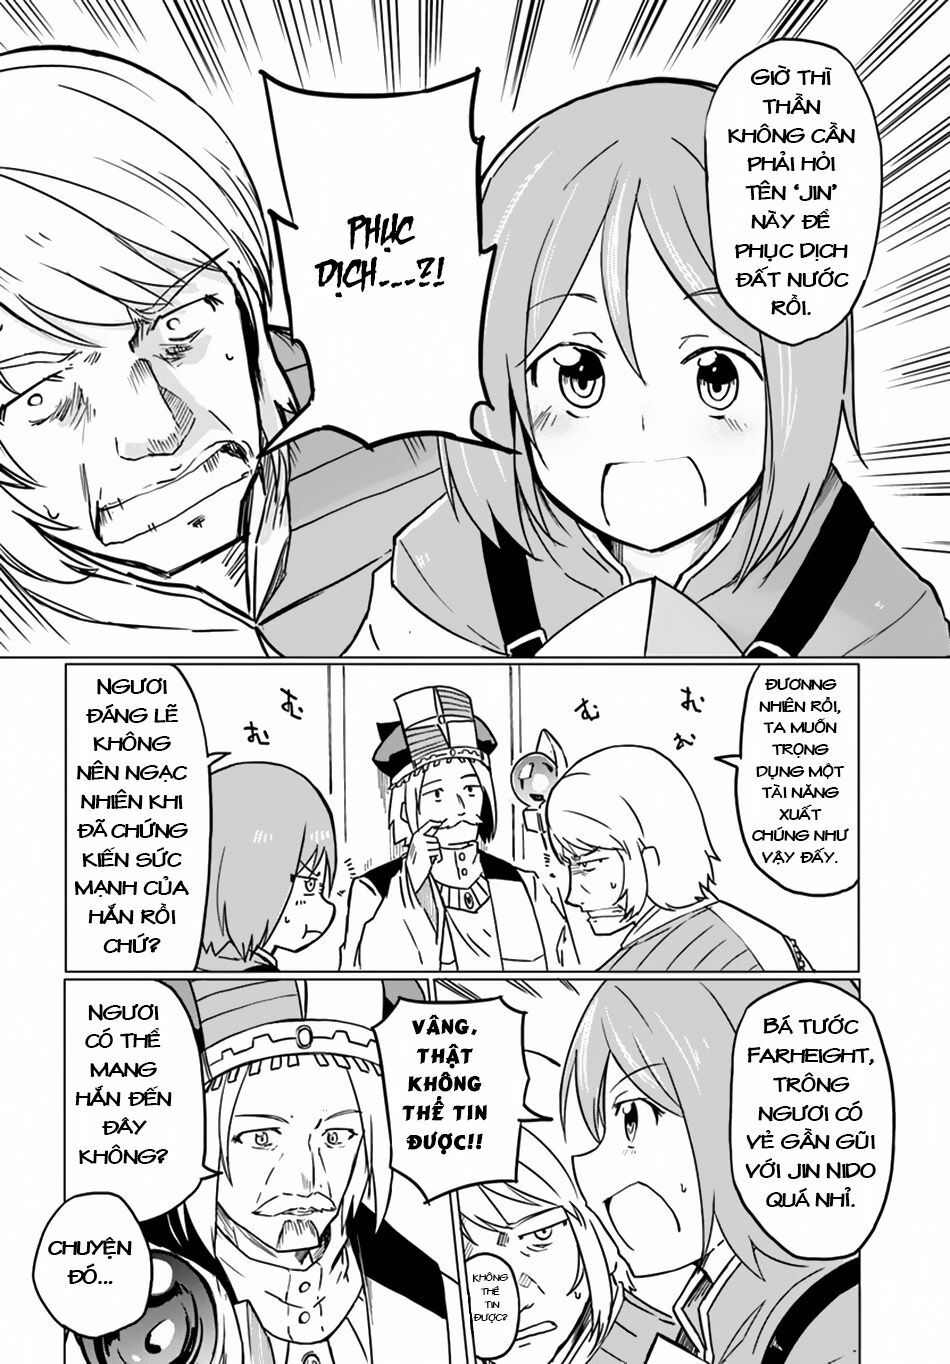 GIỜ THÌ
THẦN
KHÔNG CẦN
PHẢI HỎI
TÊN ‘JIN’
NÀY ĐỂ
PHỤC DỊCH
ĐẤT NƯỚC
RỒI.
PHỤC
DỊCH....?!
ĐƯƠNNG
NHIÊN RỒI,
TA MUỐN
TRỌNG
DỤNG MỘT
TÀI NĂNG
XUẤT
CHÚNG NHƯ
VẬY ĐẤY.
む
む
む
む
NGƯƠI
ĐÁNG LẼ
KHÔNG
NÊN NGẠC
NHIÊN KHI
ĐÃ CHỨNG
KIẾN SỨC
MẠNH CỦA
HẮN RỒI
CHỨ?
BÁ TƯỚC
FARHEIGHT,
TRÔNG
NGƯƠI CÓ
VẺ GẦN GŨI
VỚI JIN NIDO
QUÁ NHỈ.
VÂNG,
THẬT
KHÔNG
THỂ TIN
ĐƯỢC!!
KHÔNG
THỂ
TIN
ĐƯỢC?
NGƯƠI
CÓ THỂ
MANG
HẮN ĐẾN
ĐÂY
KHÔNG?
CHUYỆN
ĐÓ...